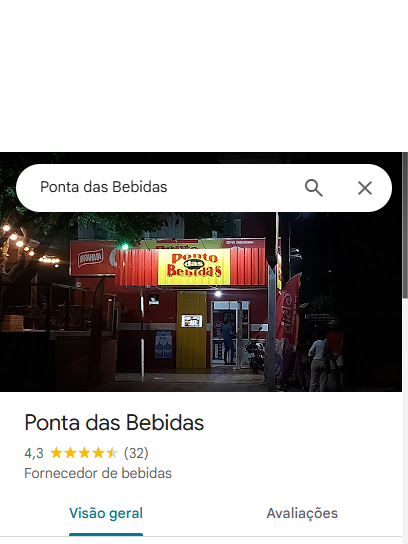 Ponta das Bebidas
BRAHMA
Ponto
das
Bebidas
Ponta das Bebidas
4,3 (32)
Fornecedor de bebidas
Visão geral
Avaliações